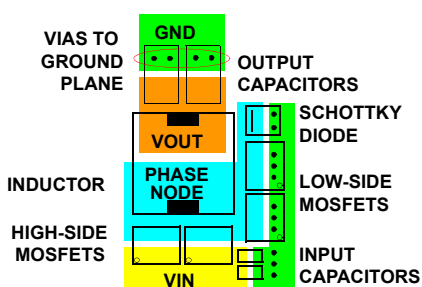 GND
VIAS TO
GROUND
PLANE
OUTPUT
CAPACITORS
SCHOTTKY
DIODE
VOUT
PHASE
NODE
INDUCTOR
LOW-SIDE
MOSFETS
HIGH-SIDE
MOSFETS
INPUT
CAPACITORS
VIN